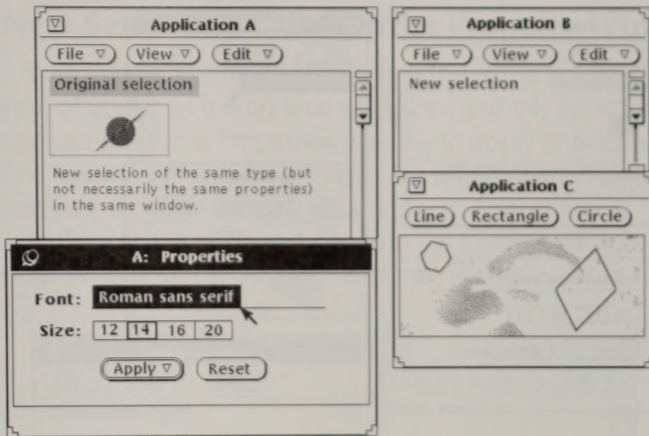 Application A
File View Edit
Original selection
New selection of the same type (but
not necessarily the same properties)
in the same window.
A: Properties
Font: Roman sans serif
Size: 12 14 16 20
Apply Reset
Application B
File View Edit
New selection
Application C
Line Rectangle Circle